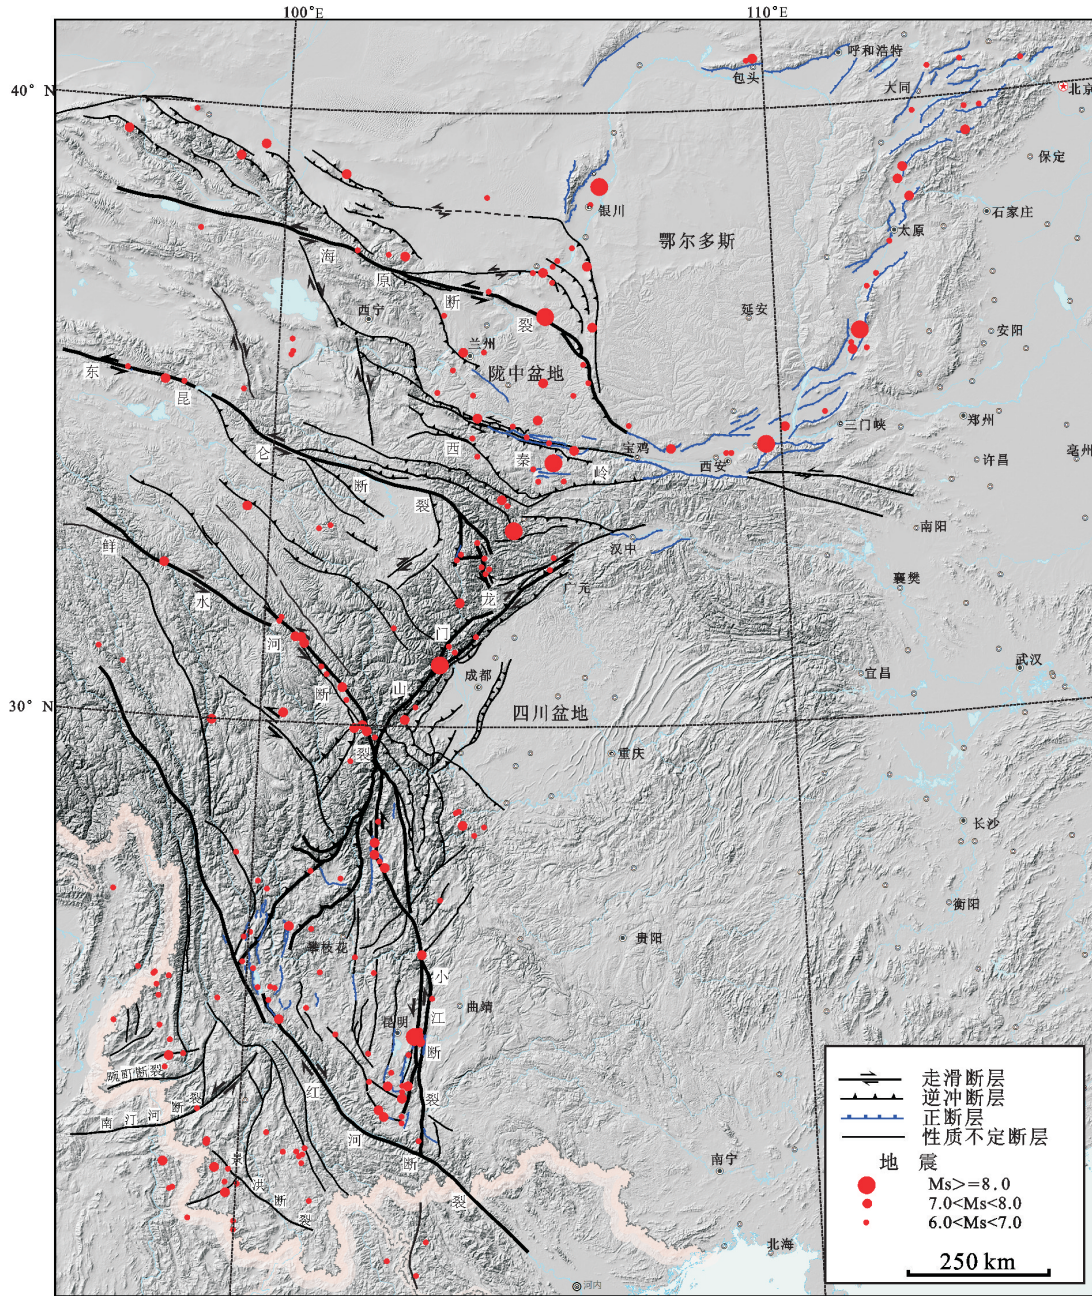 100°E
110°E
40° N
30° N
呼和浩特
包头
大同
北京
保定
银川
石家庄
太原
鄂尔多斯
海原断裂
西宁
延安
安阳
兰州
陇中盆地
东昆仑断裂
郑州
三门峡
亳州
西秦岭
宝鸡
西安
许昌
南阳
汉中
襄樊
广元
鲜水河断裂
龙门山
成都
宜昌
武汉
四川盆地
重庆
长沙
衡阳
攀枝花
贵阳
小江断裂
曲靖
昆明
畹町断裂
南汀河断裂
红河断裂
景洪断裂
南宁
北海
河内
走滑断层
逆冲断层
正断层
性质不定断层
地 震
Ms>=8.0
7.0<Ms<8.0
6.0<Ms<7.0
250 km